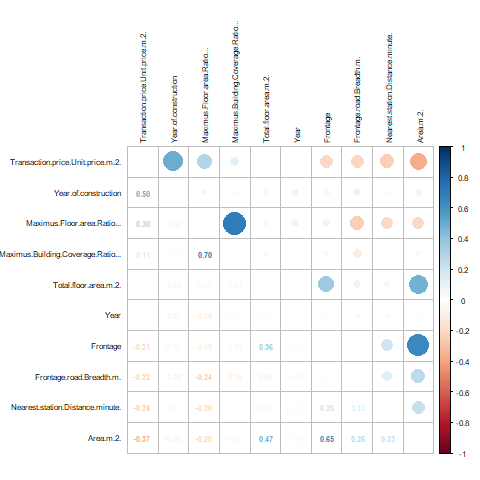 Transaction.price.Unit.price.m.2.
Year.of.construction
Maximus.Floor.area.Ratio...
Maximus.Building.Coverage.Ratio...
Total.floor.area.m.2.
Year
Frontage
Frontage.road.Breadth.m.
Nearest.station.Distance.minute.
Area.m.2.
Transaction.price.Unit.price.m.2.
Year.of.construction 0.50
Maximus.Floor.area.Ratio... 0.30
Maximus.Building.Coverage.Ratio... 0.11 0.70
Total.floor.area.m.2.
Year
Frontage -0.21 0.36
Frontage.road.Breadth.m. -0.22 -0.24
Nearest.station.Distance.minute. -0.24 -0.20 0.20 0.13
Area.m.2. -0.37 -0.20 0.47 0.65 0.26 0.23
1
0.8
0.6
0.4
0.2
0
-0.2
-0.4
-0.6
-0.8
-1